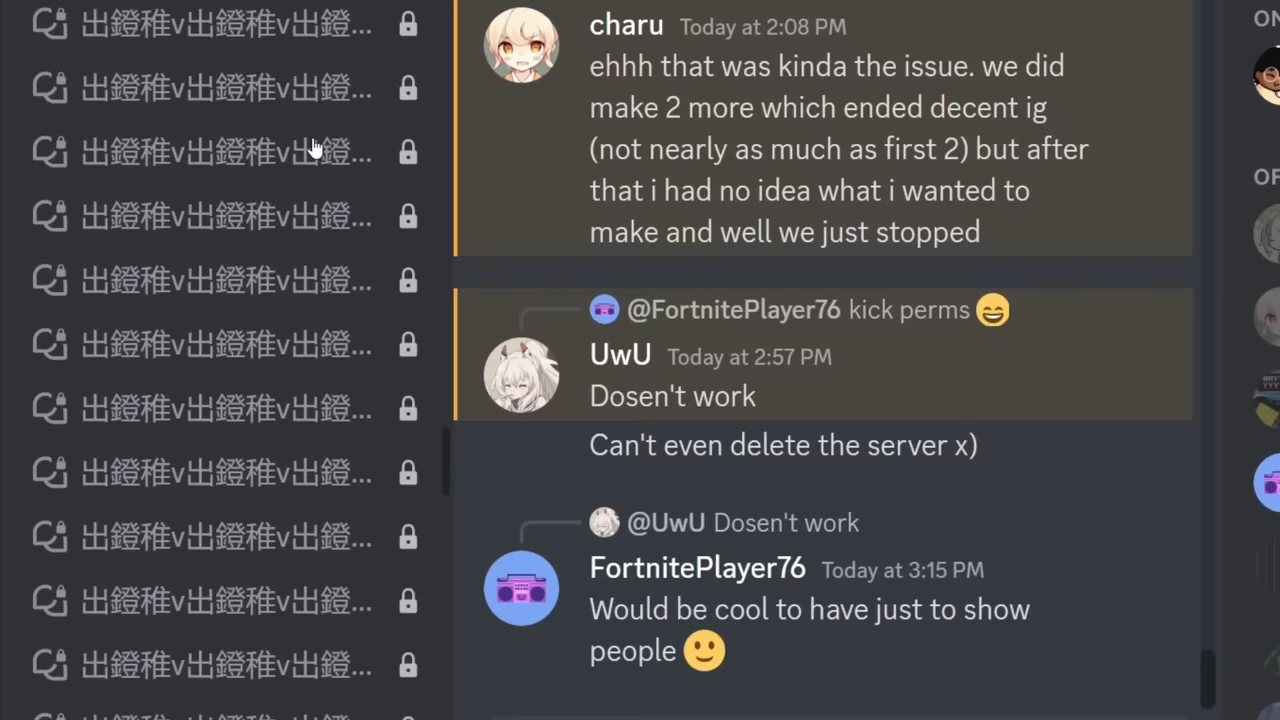 出鐙稚v出鐙稚v出鐙...
出鐙稚v出鐙稚v出鐙...
出鐙稚v出鐙稚v出鐙...
出鐙稚v出鐙稚v出鐙...
出鐙稚v出鐙稚v出鐙...
出鐙稚v出鐙稚v出鐙...
出鐙稚v出鐙稚v出鐙...
出鐙稚v出鐙稚v出鐙...
出鐙稚v出鐙稚v出鐙...
出鐙稚v出鐙稚v出鐙...
出鐙稚v出鐙稚v出鐙...
charu Today at 2:08 PM
ehhh that was kinda the issue. we did
make 2 more which ended decent ig
(not nearly as much as first 2) but after
that i had no idea what i wanted to
make and well we just stopped
@FortnitePlayer76 kick perms 😄
UwU Today at 2:57 PM
Dosen't work
Can't even delete the server x)
@UwU Dosen't work
FortnitePlayer76 Today at 3:15 PM
Would be cool to have just to show
people 🙂